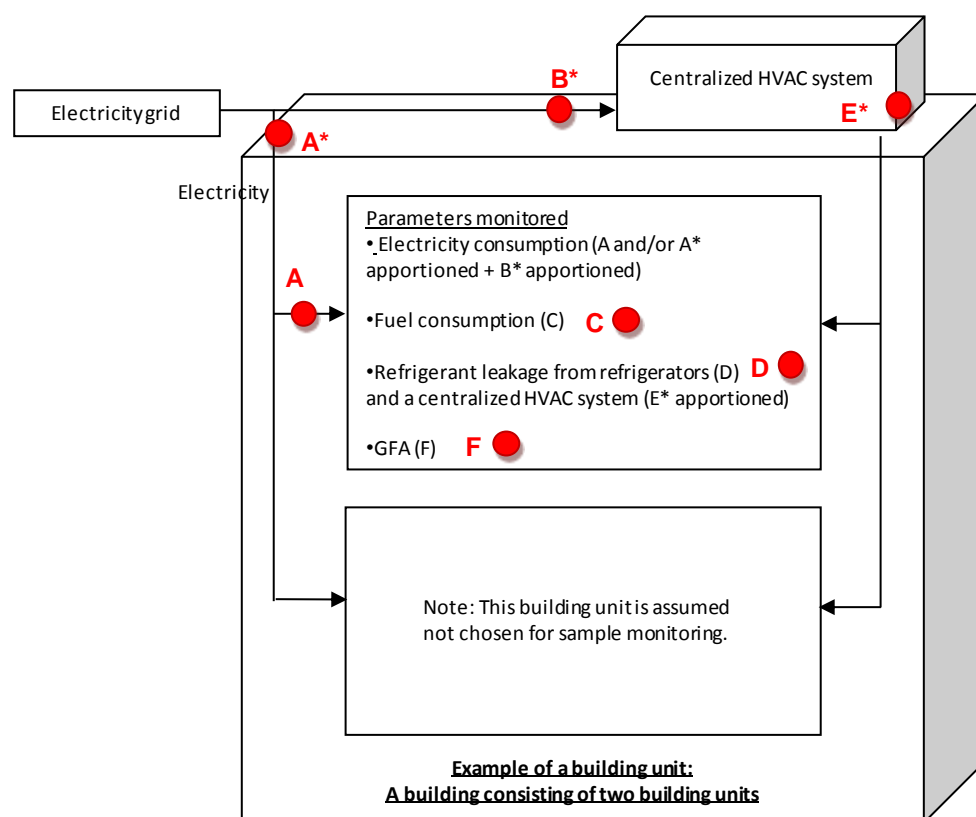 B*
Centralized HVAC system
Electricity grid
E*
A*
Electricity
Parameters monitored
• Electricity consumption (A and/or A*
apportioned + B* apportioned)
A
•Fuel consumption (C)
C
•Refrigerant leakage from refrigerators (D)
D
and a centralized HVAC system (E* apportioned)
•GFA (F)
F
Note: This building unit is assumed
not chosen for sample monitoring.
Example of a building unit:
A building consisting of two building units